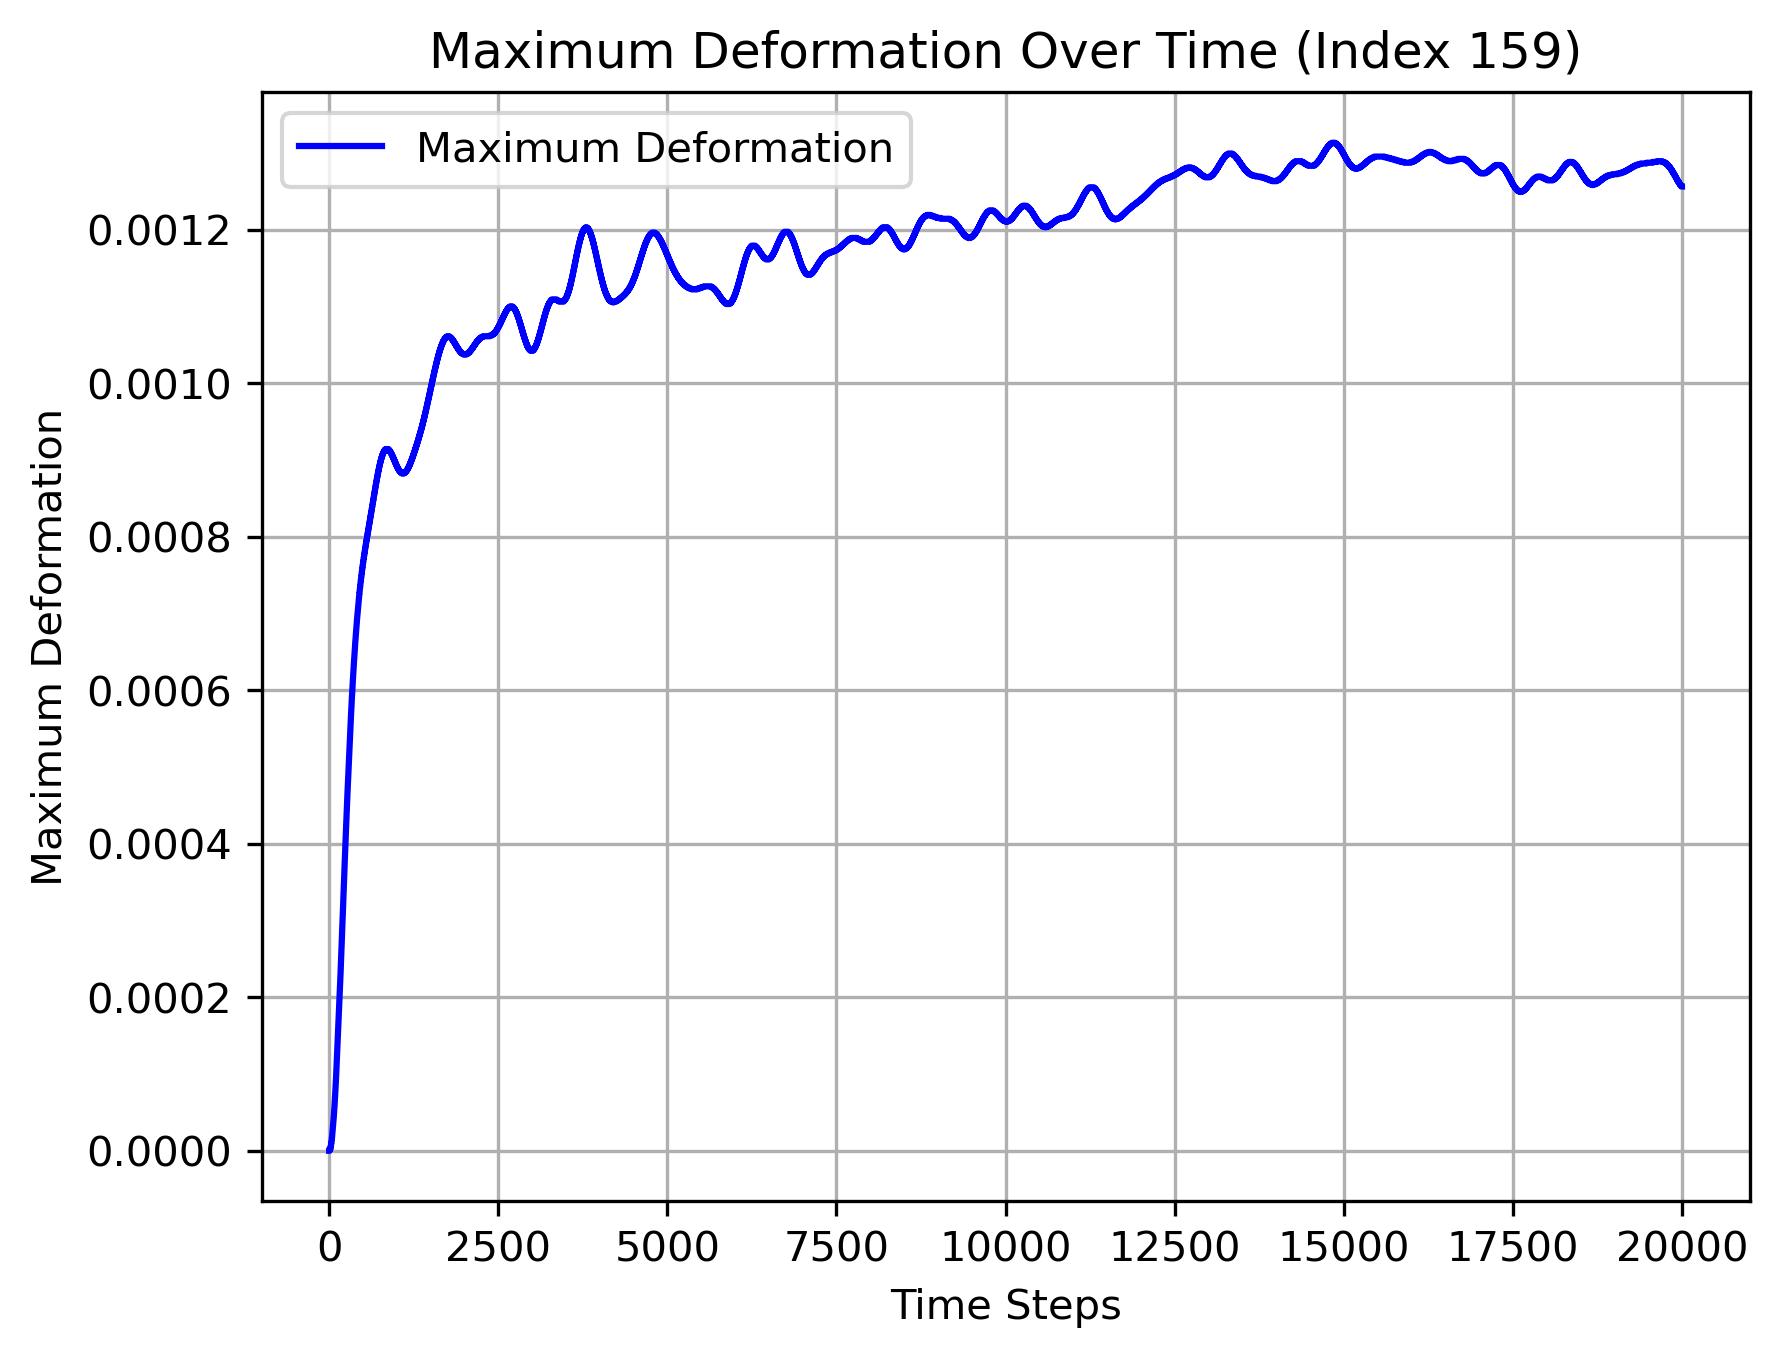 Maximum Deformation Over Time (Index 159)
Maximum Deformation
Maximum Deformation
0.0012
0.0010
0.0008
0.0006
0.0004
0.0002
0.0000
0 2500 5000 7500 10000 12500 15000 17500 20000
Time Steps